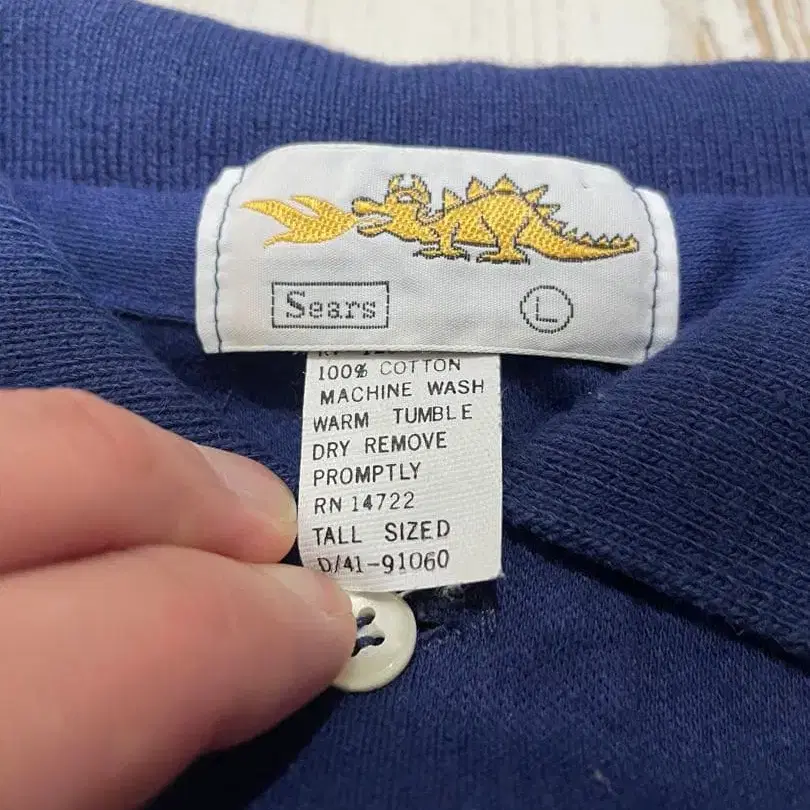 Sears
L
100% COTTON
MACHINE WASH
WARM TUMBLE
DRY REMOVE
PROMPTLY
RN 14722
TALL SIZED
D/41-91060